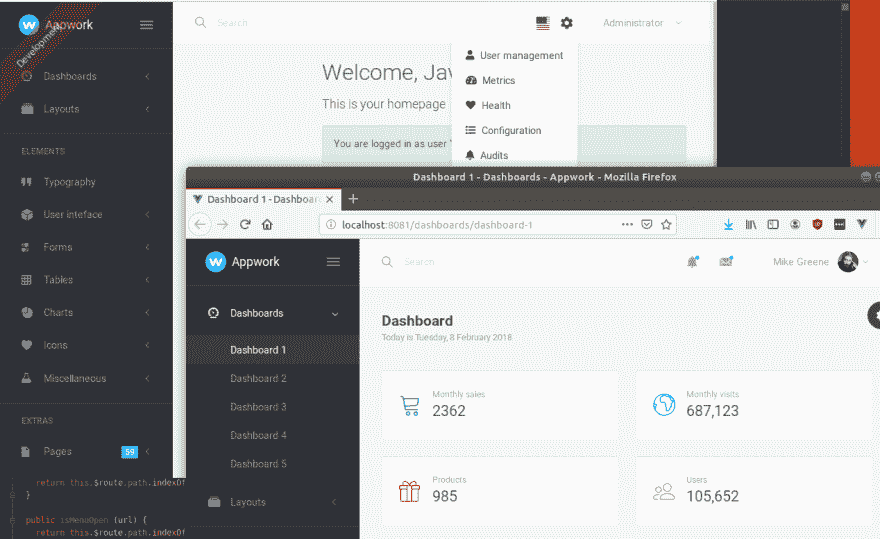 Appwork
Development
Search
Administrator
Dashboards
Layouts
ELEMENTS
Typography
User inteface
Forms
Tables
Charts
Icons
Miscellaneous
EXTRAS
Pages
59
Welcome, Jav
This is your homepage
You are logged in as user "
User management
Metrics
Health
Configuration
Audits
return this.$route.path.indexOf
}
public isMenuOpen (url) {
return this.$route.path.indexOf
Dashboard 1 - Dashboards - Appwork - Mozilla Firefox
Dashboard 1 - Dashboar
localhost:8081/dashboards/dashboard-1
Appwork
Search
Mike Greene
Dashboards
Dashboard 1
Dashboard 2
Dashboard 3
Dashboard 4
Dashboard 5
Layouts
Dashboard
Today is Tuesday, 8 February 2018
Monthly sales
2362
Monthly visits
687,123
Products
985
Users
105,652